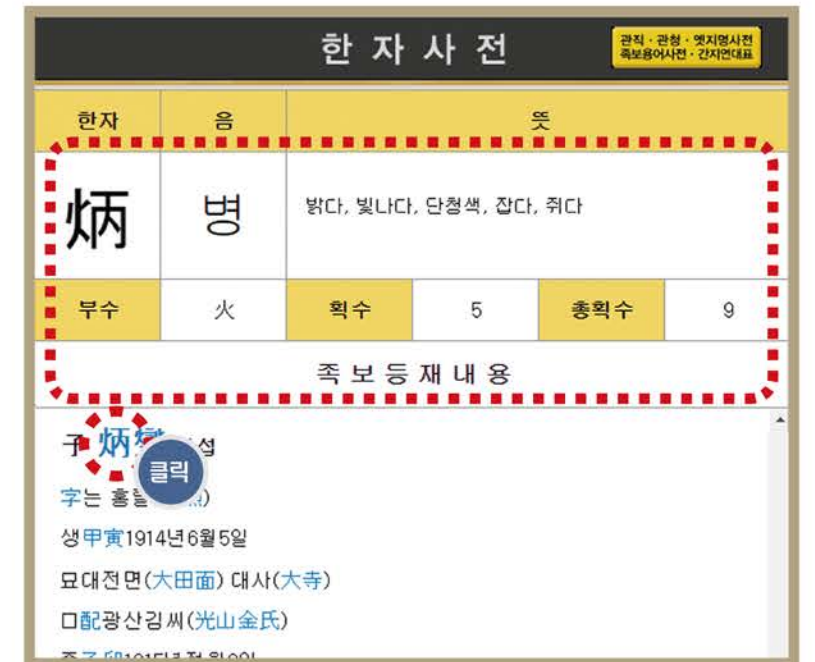 한 자 사 전
관직 · 관청 · 옛지명사전
족보용어사전 · 간지연대표
한자 음 뜻
炳 병 밝다, 빛나다, 단청색, 잡다, 쥐다
부수 火 획수 5 총획수 9
족 보 등 재 내 용
子 炳 섭
클릭
字는 홍
생甲寅1914년6월5일
묘대전면(大田面) 대사(大寺)
口配광산김씨(光山金氏)